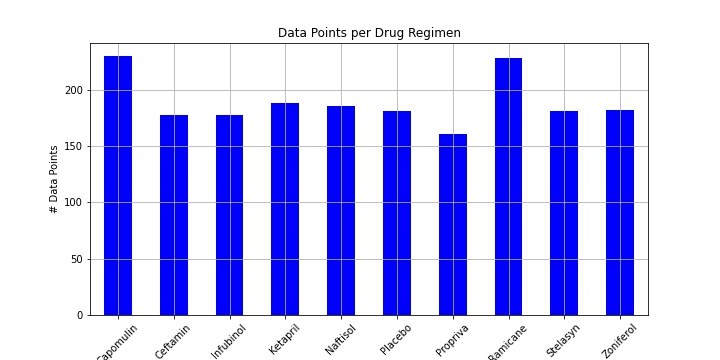 Data Points per Drug Regimen
# Data Points
200
150
100
50
0
Capomulin
Ceftamin
Infubinol
Ketapril
Naftisol
Placebo
Propriva
Ramicane
Stelasyn
Zoniferol